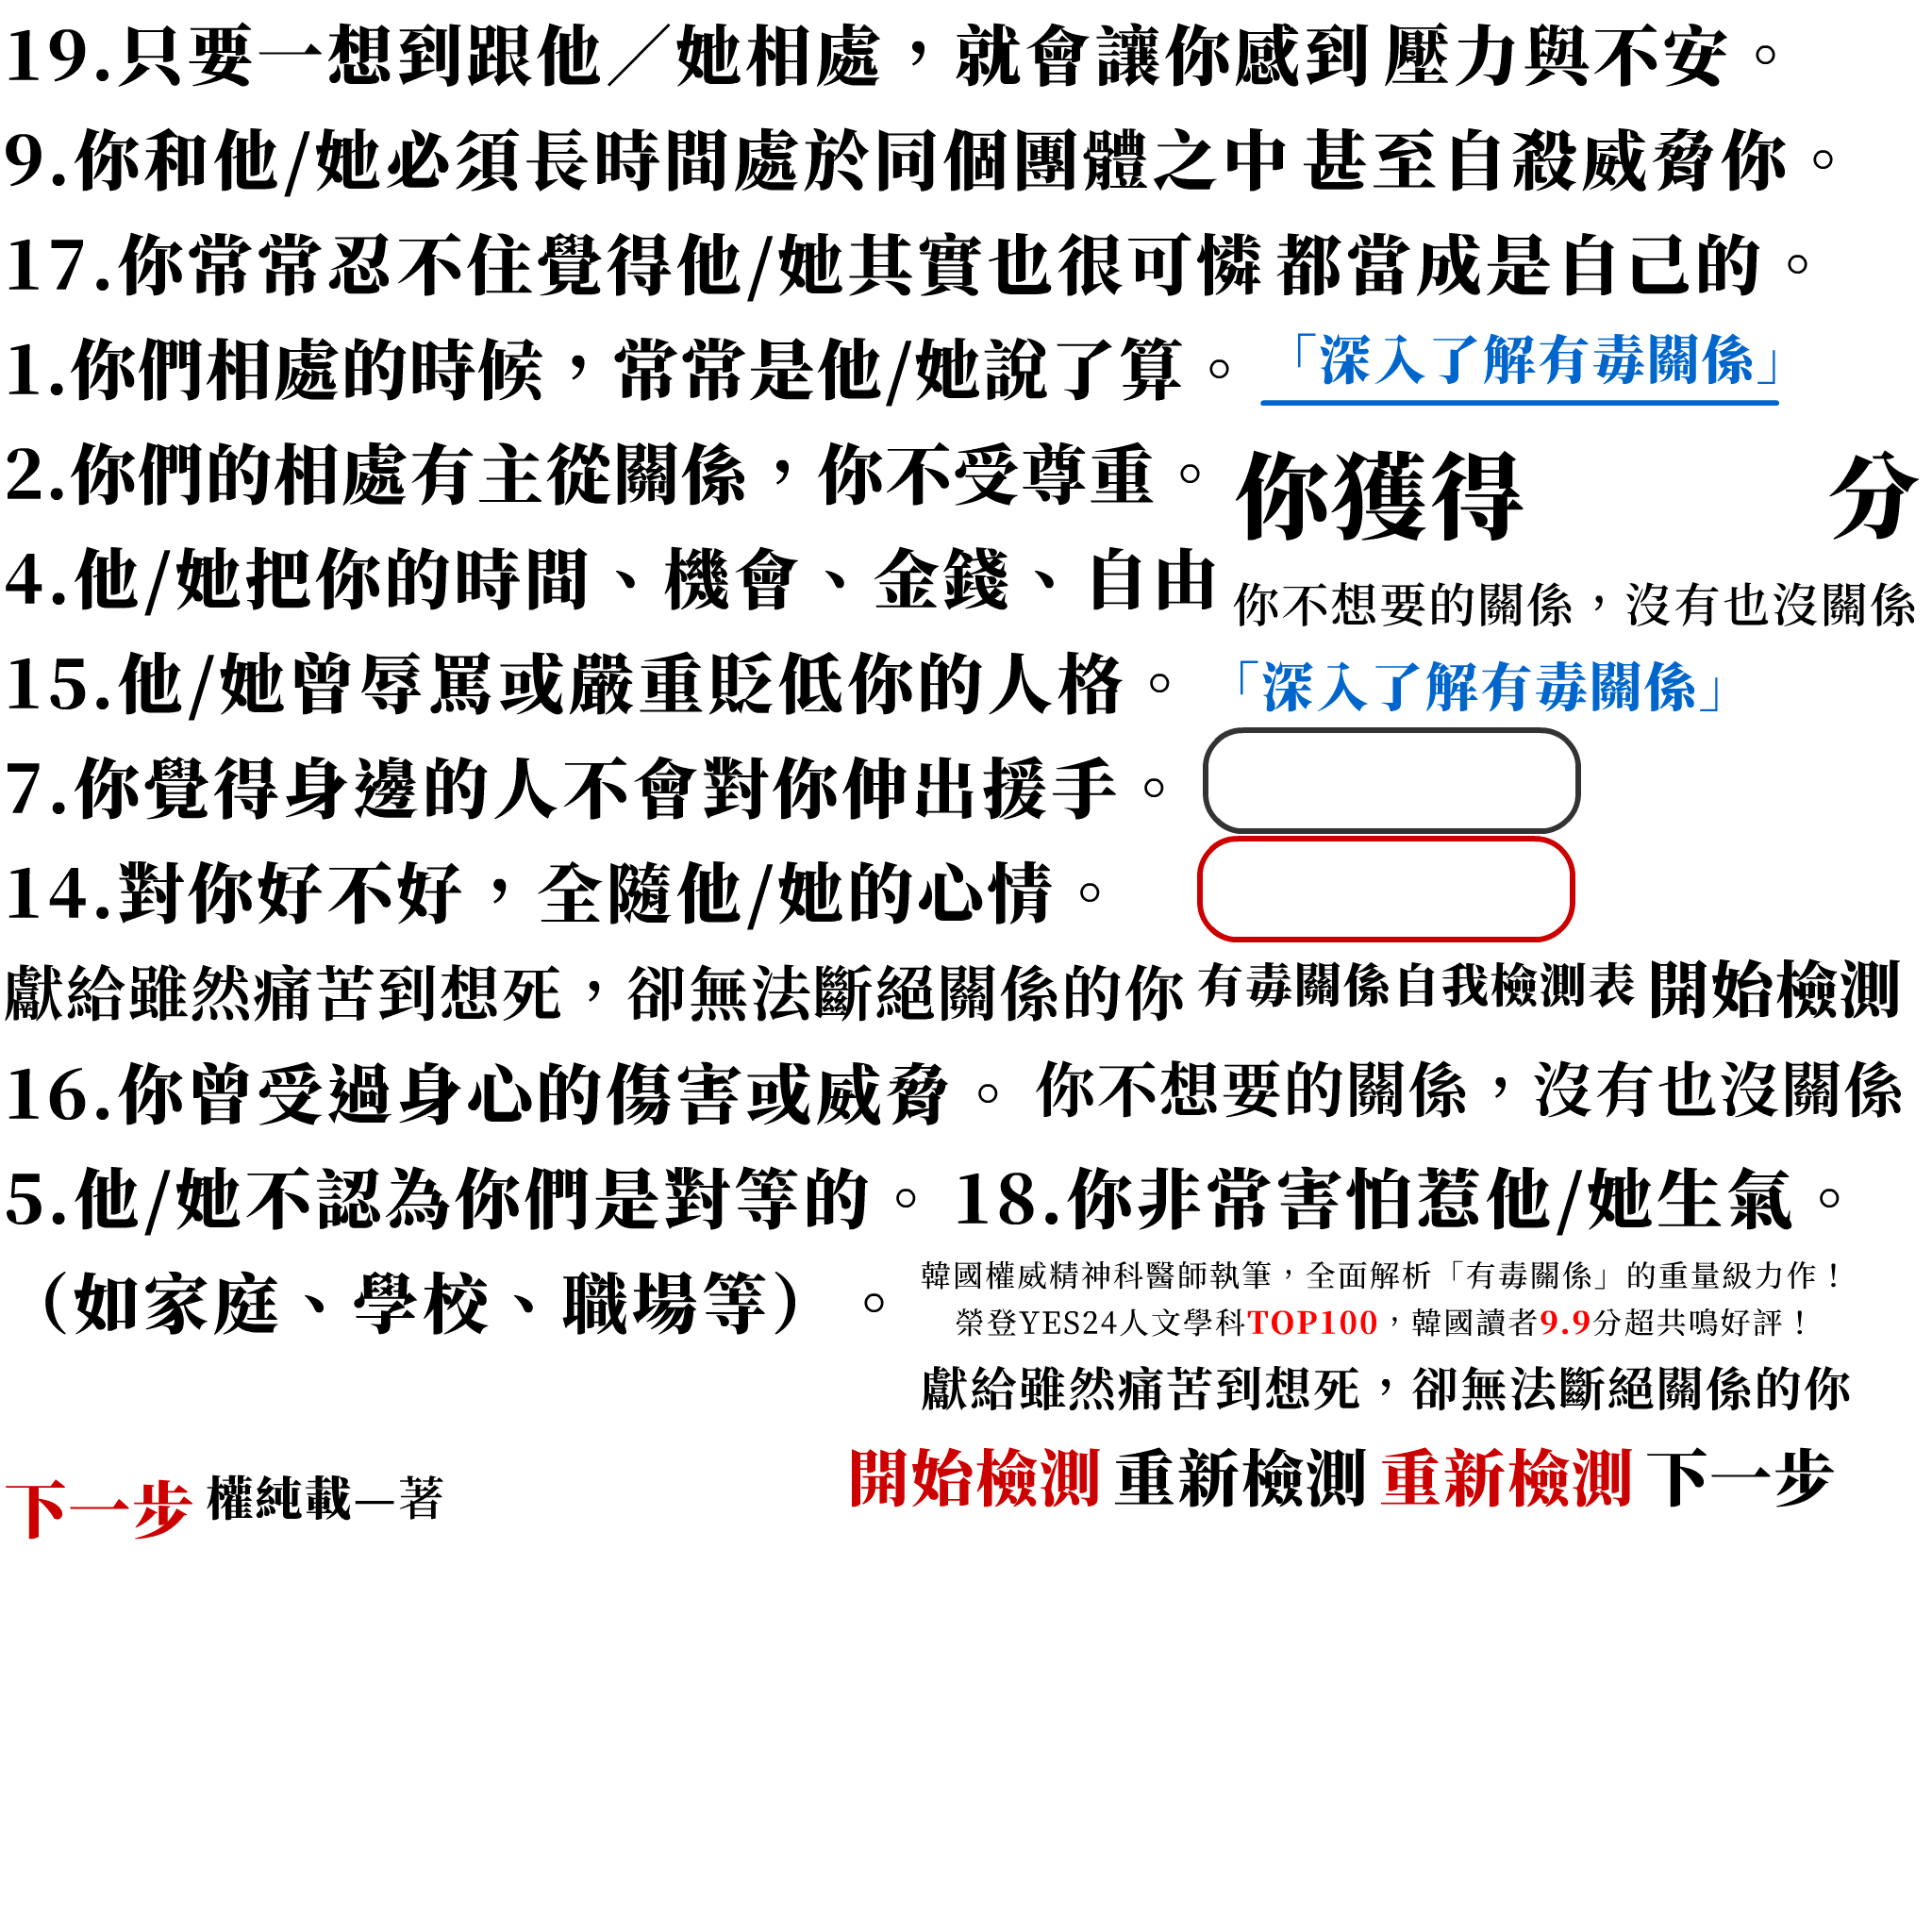 19.只要一想到跟他／她相處，就會讓你感到 壓力與不安。
9.你和他/她必須長時間處於同個團體之中 甚至自殺威脅你。
17.你常常忍不住覺得他/她其實也很可憐 都當成是自己的。
1.你們相處的時候，常常是他/她說了算。「深入了解有毒關係」
2.你們的相處有主從關係，你不受尊重。 你獲得 分
4.他/她把你的時間、機會、金錢、自由 你不想要的關係，沒有也沒關係
15.他/她曾辱罵或嚴重貶低你的人格。「深入了解有毒關係」
7.你覺得身邊的人不會對你伸出援手。
14.對你好不好，全隨他/她的心情。
獻給雖然痛苦到想死，卻無法斷絕關係的你 有毒關係自我檢測表 開始檢測
16.你曾受過身心的傷害或威脅。 你不想要的關係，沒有也沒關係
5.他/她不認為你們是對等的。 18.你非常害怕惹他/她生氣。
（如家庭、學校、職場等）。
韓國權威精神科醫師執筆，全面解析「有毒關係」的重量級力作！
榮登YES24人文學科TOP100，韓國讀者9.9分超共鳴好評！
獻給雖然痛苦到想死，卻無法斷絕關係的你
下一步 權純載—著 開始檢測 重新檢測 重新檢測 下一步